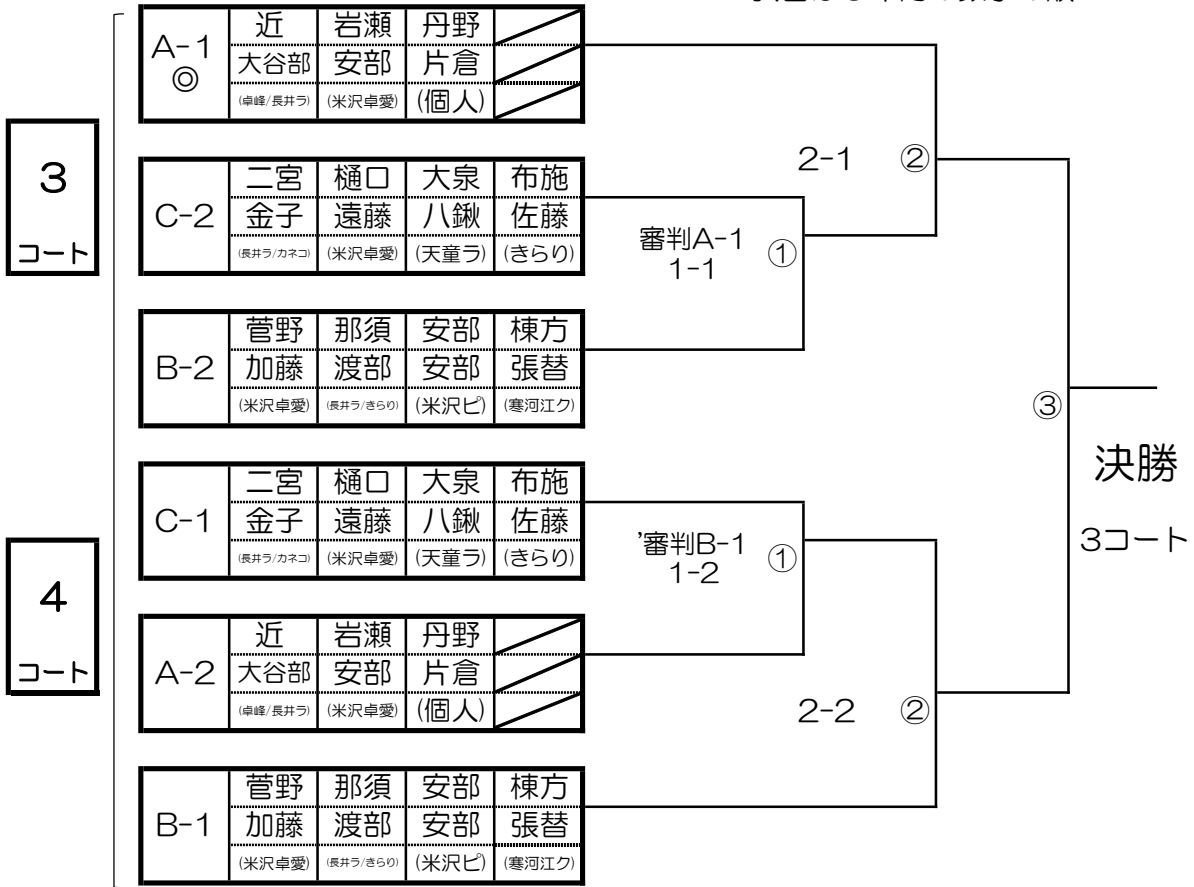 A-1
◎
近 岩瀬 丹野
大谷部 安部 片倉
(卓峰/長井ラ) (米沢卓愛) (個人)
3
コート
2-1 ②
C-2
二宮 樋口 大泉 布施
金子 遠藤 八鍬 佐藤
(長井ラ/カネコ) (米沢卓愛) (天童ラ) (きらり)
審判A-1 ①
1-1
B-2
菅野 那須 安部 棟方
加藤 渡部 安部 張替
(米沢卓愛) (長井ラ/きらり) (米沢ピ) (寒河江ク)
③
決勝
3コート
C-1
二宮 樋口 大泉 布施
金子 遠藤 八鍬 佐藤
(長井ラ/カネコ) (米沢卓愛) (天童ラ) (きらり)
'審判B-1 ①
1-2
4
コート
A-2
近 岩瀬 丹野
大谷部 安部 片倉
(卓峰/長井ラ) (米沢卓愛) (個人)
2-2 ②
B-1
菅野 那須 安部 棟方
加藤 渡部 安部 張替
(米沢卓愛) (長井ラ/きらり) (米沢ピ) (寒河江ク)